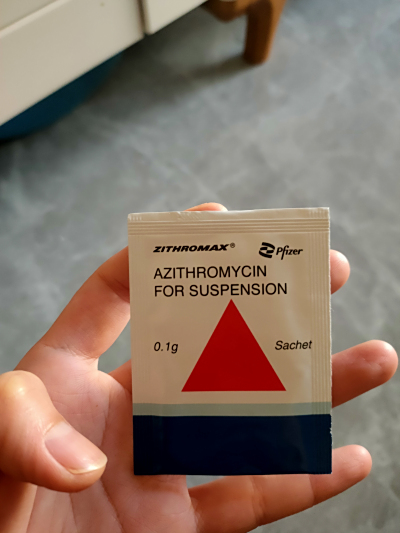 ZITHROMAX® Pfizer
AZITHROMYCIN
FOR SUSPENSION
0.1g Sachet